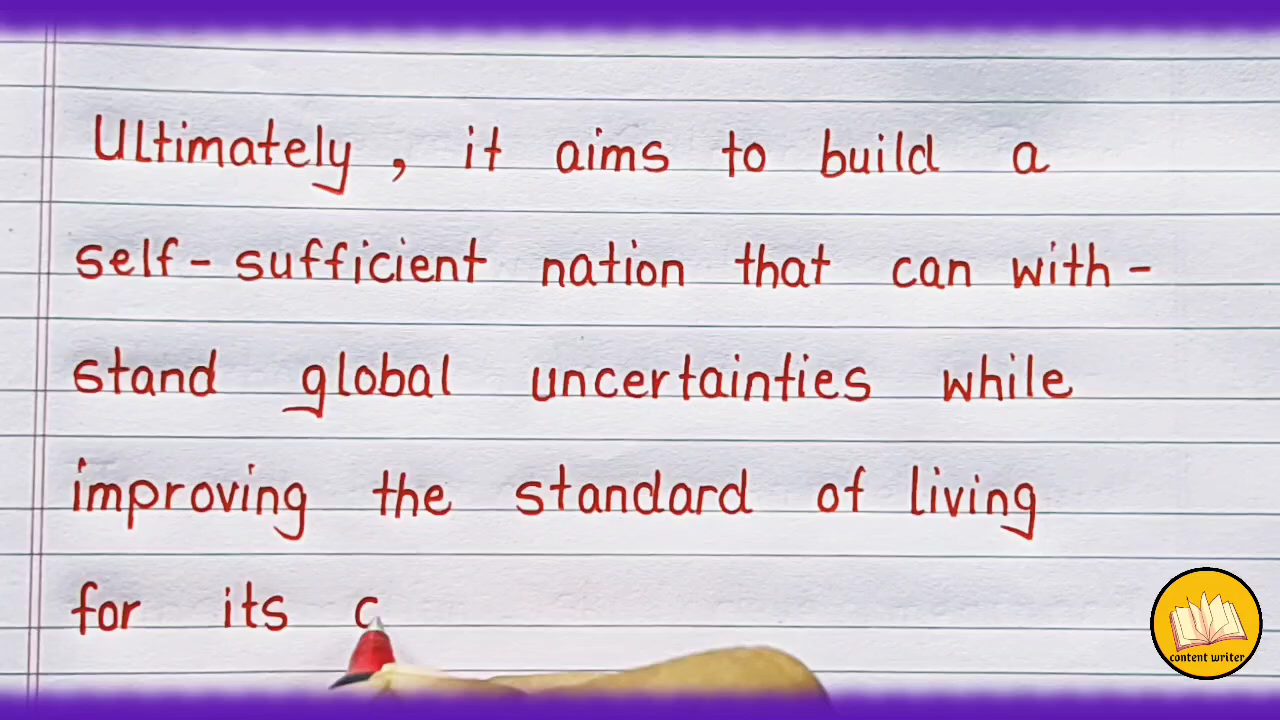 Ultimately, it aims to build a
self-sufficient nation that can with-
stand global uncertainties while
improving the standard of living
for its c
content writer